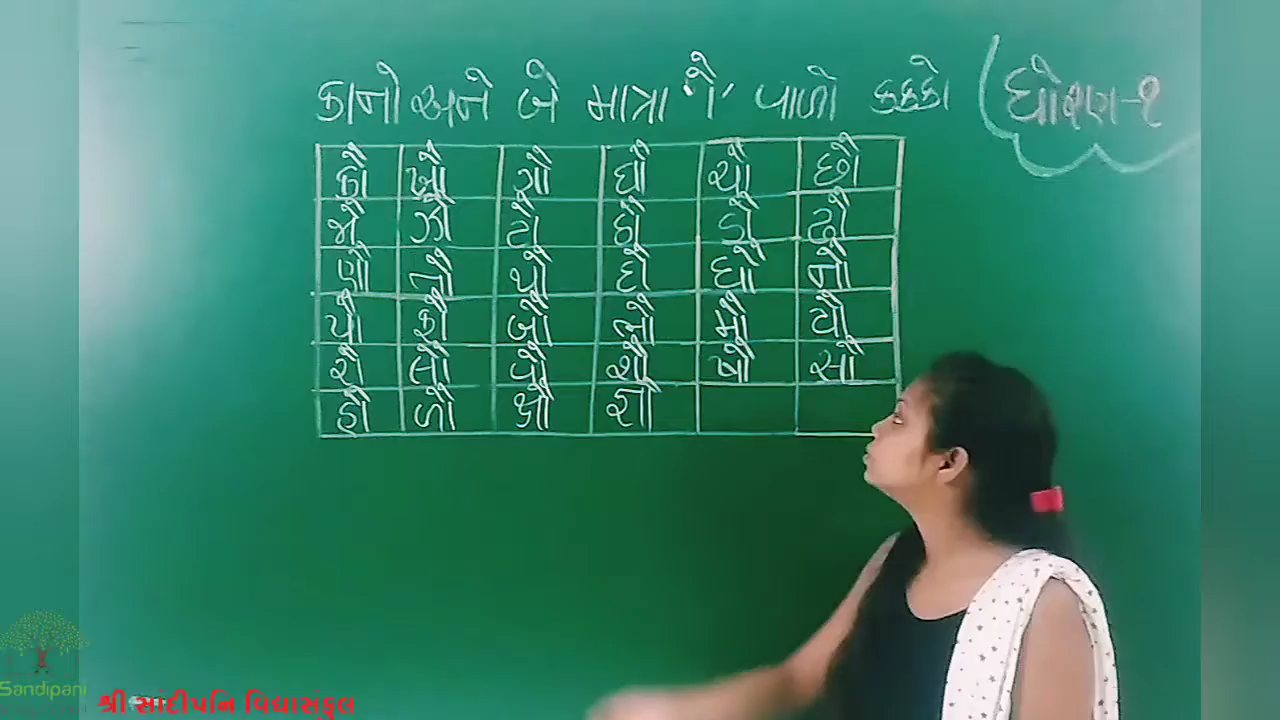 કાનો અને બે માત્રા 'ૌ' વાળો કક્કો
ધોરણ-૧
કૌ ખૌ ગૌ ઘૌ ચૌ છૌ
જૌ ઝૌ ટૌ ઠૌ ડૌ ઢૌ
ણૌ તૌ થૌ દૌ ધૌ નૌ
પૌ ફૌ બૌ ભૌ મૌ યૌ
રૌ લૌ વૌ શૌ ષૌ સૌ
હૌ ળૌ ક્ષૌ જ્ઞૌ
Sandipani
શ્રી સાંદીપનિ વિદ્યાસંકુલ